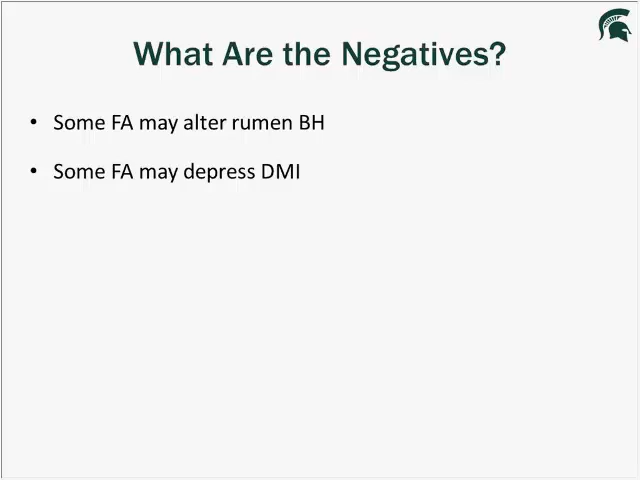 What Are the Negatives?
• Some FA may alter rumen BH
• Some FA may depress DMI